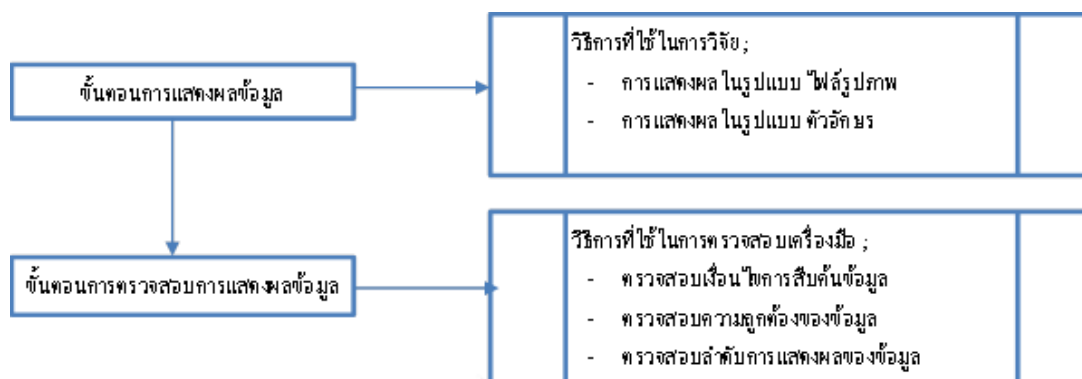 ขั้นตอนการแสดงผลข้อมูล
วิธีการที่ใช้ในการวิจัย ;
- การแสดงผล ในรูปแบบ ไฟล์รูปภาพ
- การแสดงผล ในรูปแบบ ตัวอักษร
ขั้นตอนการตรวจสอบการแสดงผลข้อมูล
วิธีการที่ใช้ในการตรวจสอบเครื่องมือ ;
- ตรวจสอบเงื่อนไขการสืบค้นข้อมูล
- ตรวจสอบความถูกต้องของข้อมูล
- ตรวจสอบลำดับการแสดงผลของข้อมูล